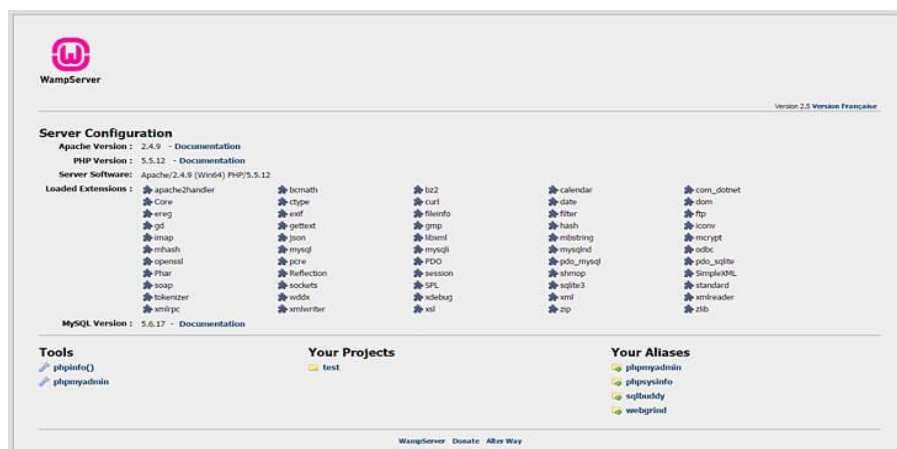 WampServer
Version 2.5 Version Française
Server Configuration
Apache Version : 2.4.9 - Documentation
PHP Version : 5.5.12 - Documentation
Server Software: Apache/2.4.9 (Win64) PHP/5.5.12
Loaded Extensions : apache2handler bcmath bz2 calendar com_dotnet
Core ctype curl date dom
ereg exif fileinfo filter ftp
gd gettext gmp hash iconv
imap json libxml mbstring mcrypt
mhash mysql mysqli mysqlnd odbc
openssl pcre PDO pdo_mysql pdo_sqlite
Phar Reflection session shmop SimpleXML
soap sockets SPL sqlite3 standard
tokenizer wddx xdebug xml xmlreader
xmlrpc xmlwriter xsl zip zlib
MySQL Version : 5.6.17 - Documentation
Tools Your Projects Your Aliases
phpinfo() test phpmyadmin
phpmyadmin phpsysinfo
sqlbuddy
webgrind
WampServer Donate Alter Way